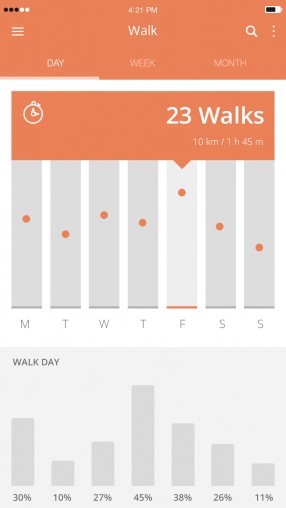 4:21 PM
Walk
DAY WEEK MONTH
23 Walks
10 km / 1 h 45 m
M T W T F S S
WALK DAY
30% 10% 27% 45% 38% 26% 11%